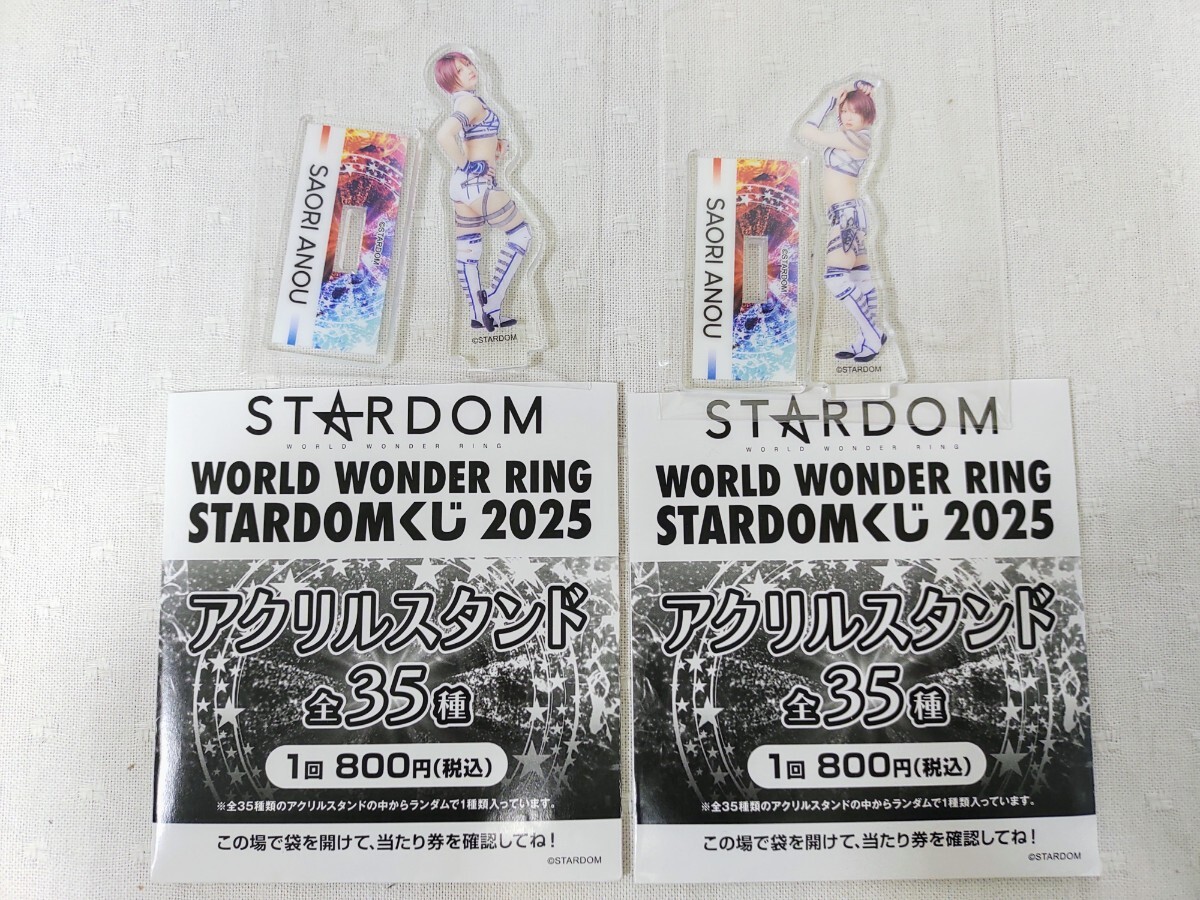 SAORI ANOU
©STARDOM
©STARDOM
SAORI ANOU
©STARDOM
©STARDOM
STARDOM
WORLD WONDER RING
WORLD WONDER RING
STARDOMくじ 2025
アクリルスタンド
全35種
1回 800円(税込)
※全35種類のアクリルスタンドの中からランダムで1種類入っています。
この場で袋を開けて、当たり券を確認してね!
©STARDOM
STARDOM
WORLD WONDER RING
WORLD WONDER RING
STARDOMくじ 2025
アクリルスタンド
全35種
1回 800円(税込)
※全35種類のアクリルスタンドの中からランダムで1種類入っています。
この場で袋を開けて、当たり券を確認してね!
©STARDOM